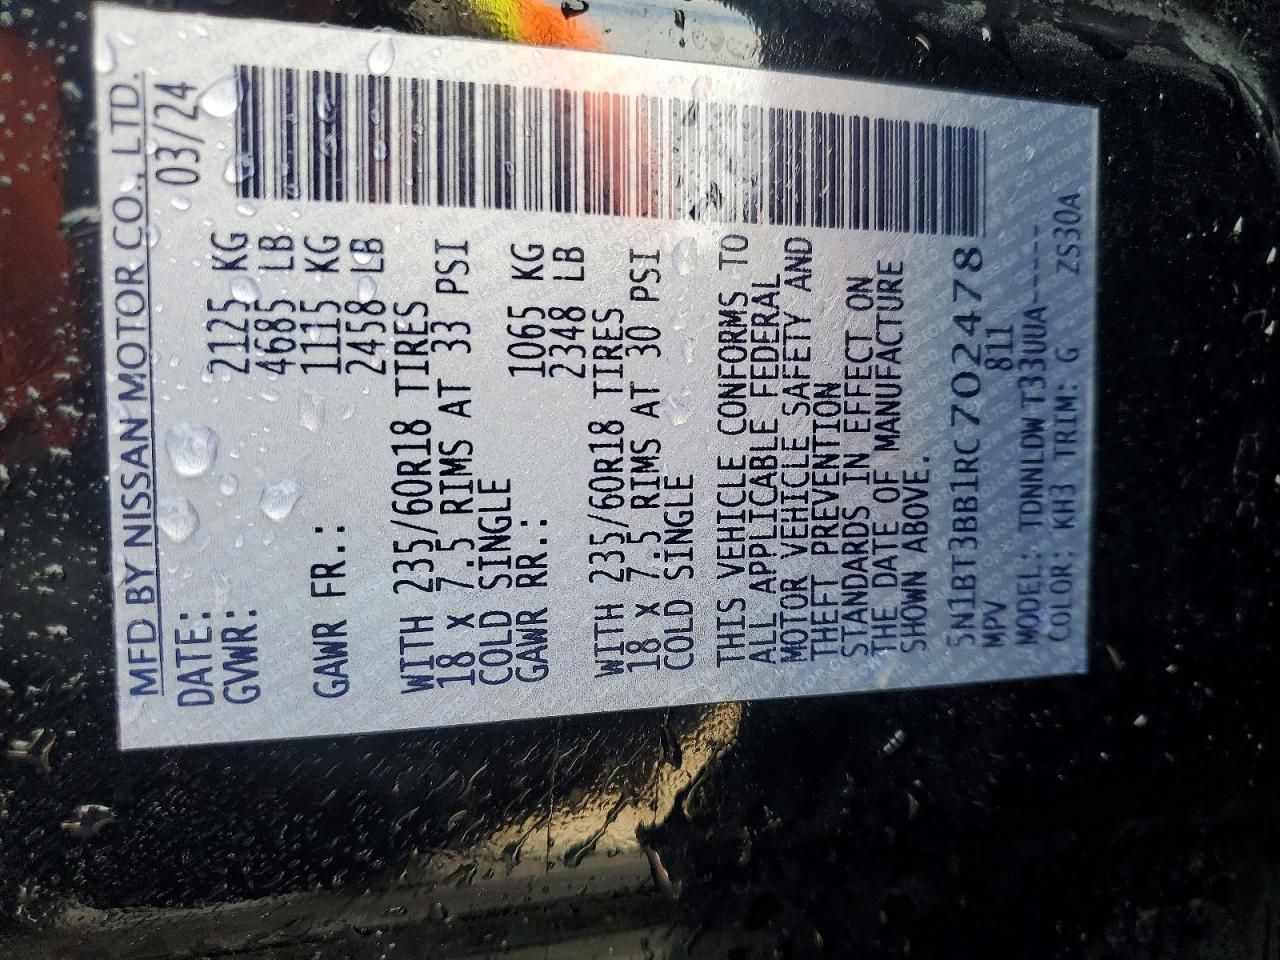 MFD BY NISSAN MOTOR CO., LTD.
DATE: 03/24
GVWR: 2125 KG
4685 LB
GAWR FR.: 1115 KG
2458 LB
WITH 235/60R18 TIRES
18 x 7.5 RIMS AT 33 PSI
COLD SINGLE
GAWR RR.: 1065 KG
2348 LB
WITH 235/60R18 TIRES
18 x 7.5 RIMS AT 30 PSI
COLD SINGLE
THIS VEHICLE CONFORMS TO
ALL APPLICABLE FEDERAL
MOTOR VEHICLE SAFETY AND
THEFT PREVENTION
STANDARDS IN EFFECT ON
THE DATE OF MANUFACTURE
SHOWN ABOVE.
5N1BT3BB1RC702478
MPV 811
MODEL: TDNNLDW T33UUA------
COLOR: KH3 TRIM: G ZS30A